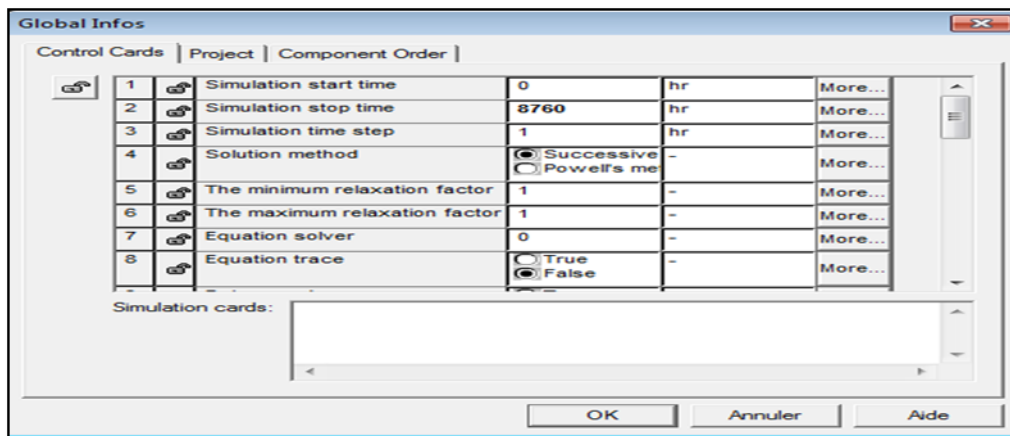 Global Infos
Control Cards Project Component Order
1 Simulation start time 0 hr More...
2 Simulation stop time 8760 hr More...
3 Simulation time step 1 hr More...
4 Solution method Successive - More...
Powell's me
5 The minimum relaxation factor 1 - More...
6 The maximum relaxation factor 1 - More...
7 Equation solver 0 - More...
8 Equation trace True - More...
False
Simulation cards:
OK Annuler Aide